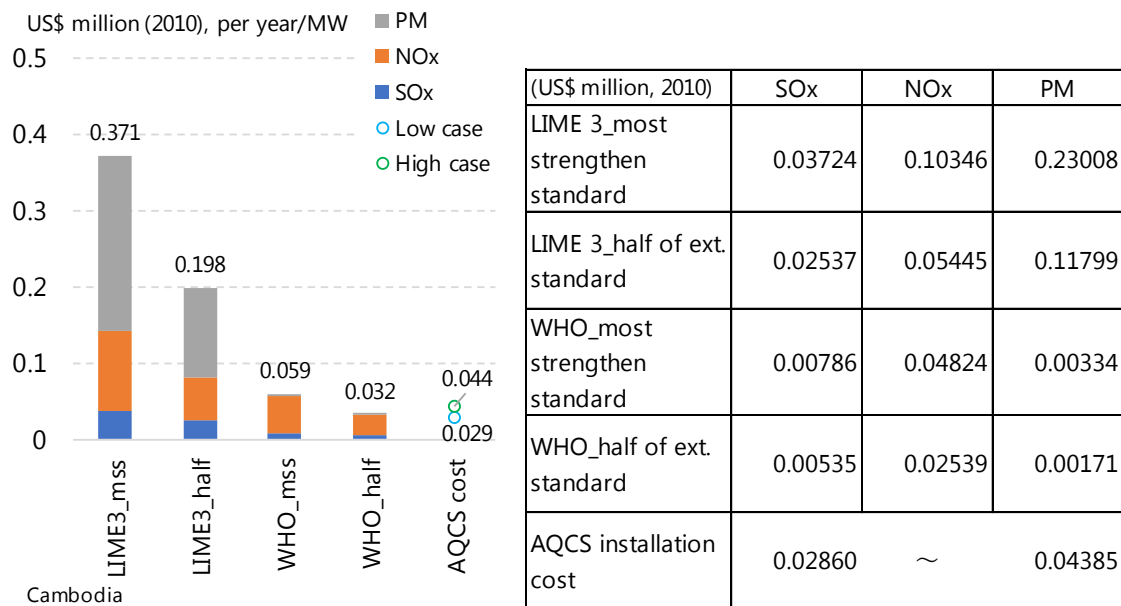 US$ million (2010), per year/MW
PM
NOx
SOx
Low case
High case
0.5
0.4
0.3
0.2
0.1
0
0.371
0.198
0.059
0.032
0.044
0.029
LIME3_mss
LIME3_half
WHO_mss
WHO_half
AQCS cost
Cambodia
(US$ million, 2010) SOx NOx PM
LIME 3_most
strengthen
standard
0.03724 0.10346 0.23008
LIME 3_half of ext.
standard
0.02537 0.05445 0.11799
WHO_most
strengthen
standard
0.00786 0.04824 0.00334
WHO_half of ext.
standard
0.00535 0.02539 0.00171
AQCS installation
cost
0.02860 ～ 0.04385